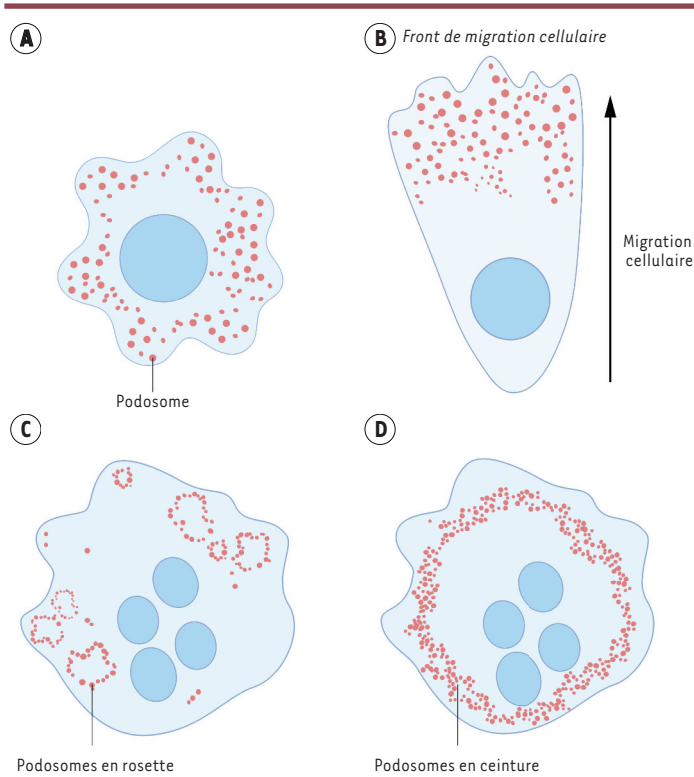 A
B
Front de migration cellulaire
Migration
cellulaire
Podosome
C
D
Podosomes en rosette
Podosomes en ceinture